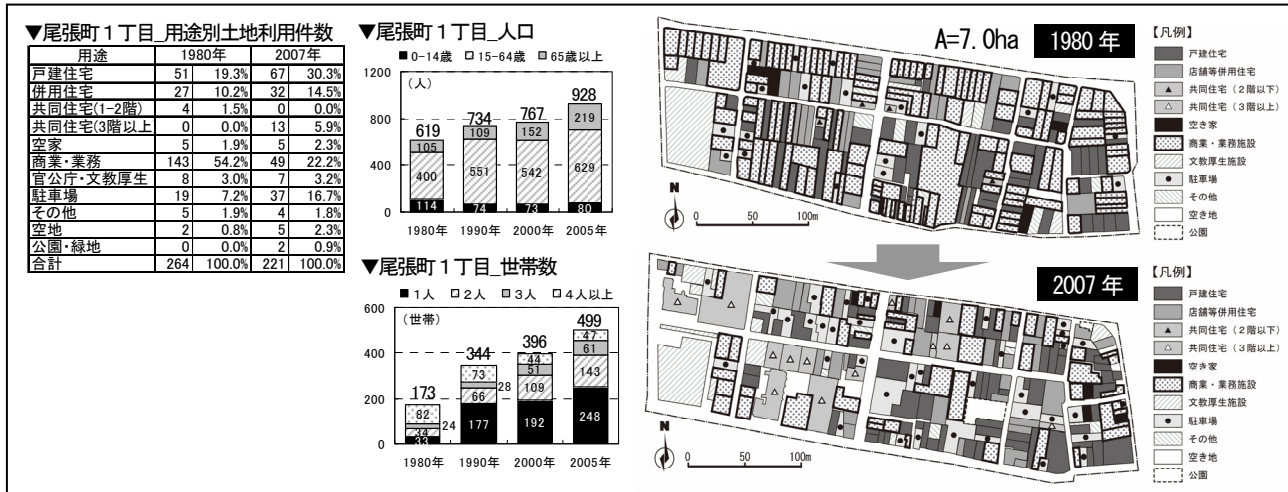 ▼尾張町1丁目_用途別土地利用件数
用途 1980年 2007年
戸建住宅 51 19.3% 67 30.3%
併用住宅 27 10.2% 32 14.5%
共同住宅(1-2階) 4 1.5% 0 0.0%
共同住宅(3階以上 0 0.0% 13 5.9%
空家 5 1.9% 5 2.3%
商業・業務 143 54.2% 49 22.2%
官公庁・文教厚生 8 3.0% 7 3.2%
駐車場 19 7.2% 37 16.7%
その他 5 1.9% 4 1.8%
空地 2 0.8% 5 2.3%
公園・緑地 0 0.0% 2 0.9%
合計 264 100.0% 221 100.0%
▼尾張町1丁目_人口
■0-14歳 15-64歳 65歳以上
(人)
1200
800
400
0
619
105
400
114
734
109
551
74
767
152
542
73
928
219
629
80
1980年 1990年 2000年 2005年
▼尾張町1丁目_世帯数
■1人 2人 3人 4人以上
(世帯)
600
400
200
0
173
82
24
34
33
344
73
28
66
177
396
44
51
109
192
499
47
61
143
248
1980年 1990年 2000年 2005年
A=7.0ha
1980年
N
0 50 100m
【凡例】
戸建住宅
店舗等併用住宅
共同住宅(2階以下)
共同住宅(3階以上)
空き家
商業・業務施設
文教厚生施設
駐車場
その他
空き地
公園
2007年
N
0 50 100m
【凡例】
戸建住宅
店舗等併用住宅
共同住宅(2階以下)
共同住宅(3階以上)
空き家
商業・業務施設
文教厚生施設
駐車場
その他
空き地
公園